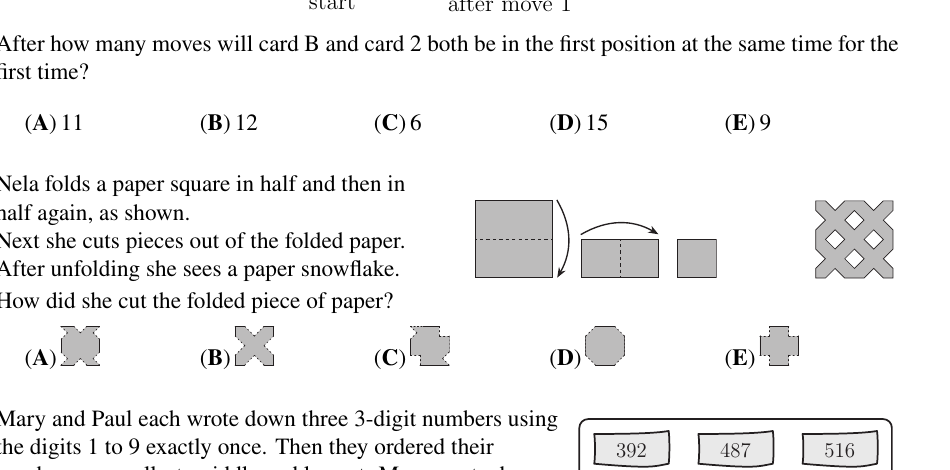 start after move 1
After how many moves will card B and card 2 both be in the first position at the same time for the
first time?
(A) 11 (B) 12 (C) 6 (D) 15 (E) 9
Nela folds a paper square in half and then in
half again, as shown.
Next she cuts pieces out of the folded paper.
After unfolding she sees a paper snowflake.
How did she cut the folded piece of paper?
(A) (B) (C) (D) (E)
Mary and Paul each wrote down three 3-digit numbers using
the digits 1 to 9 exactly once. Then they ordered their
392 487 516